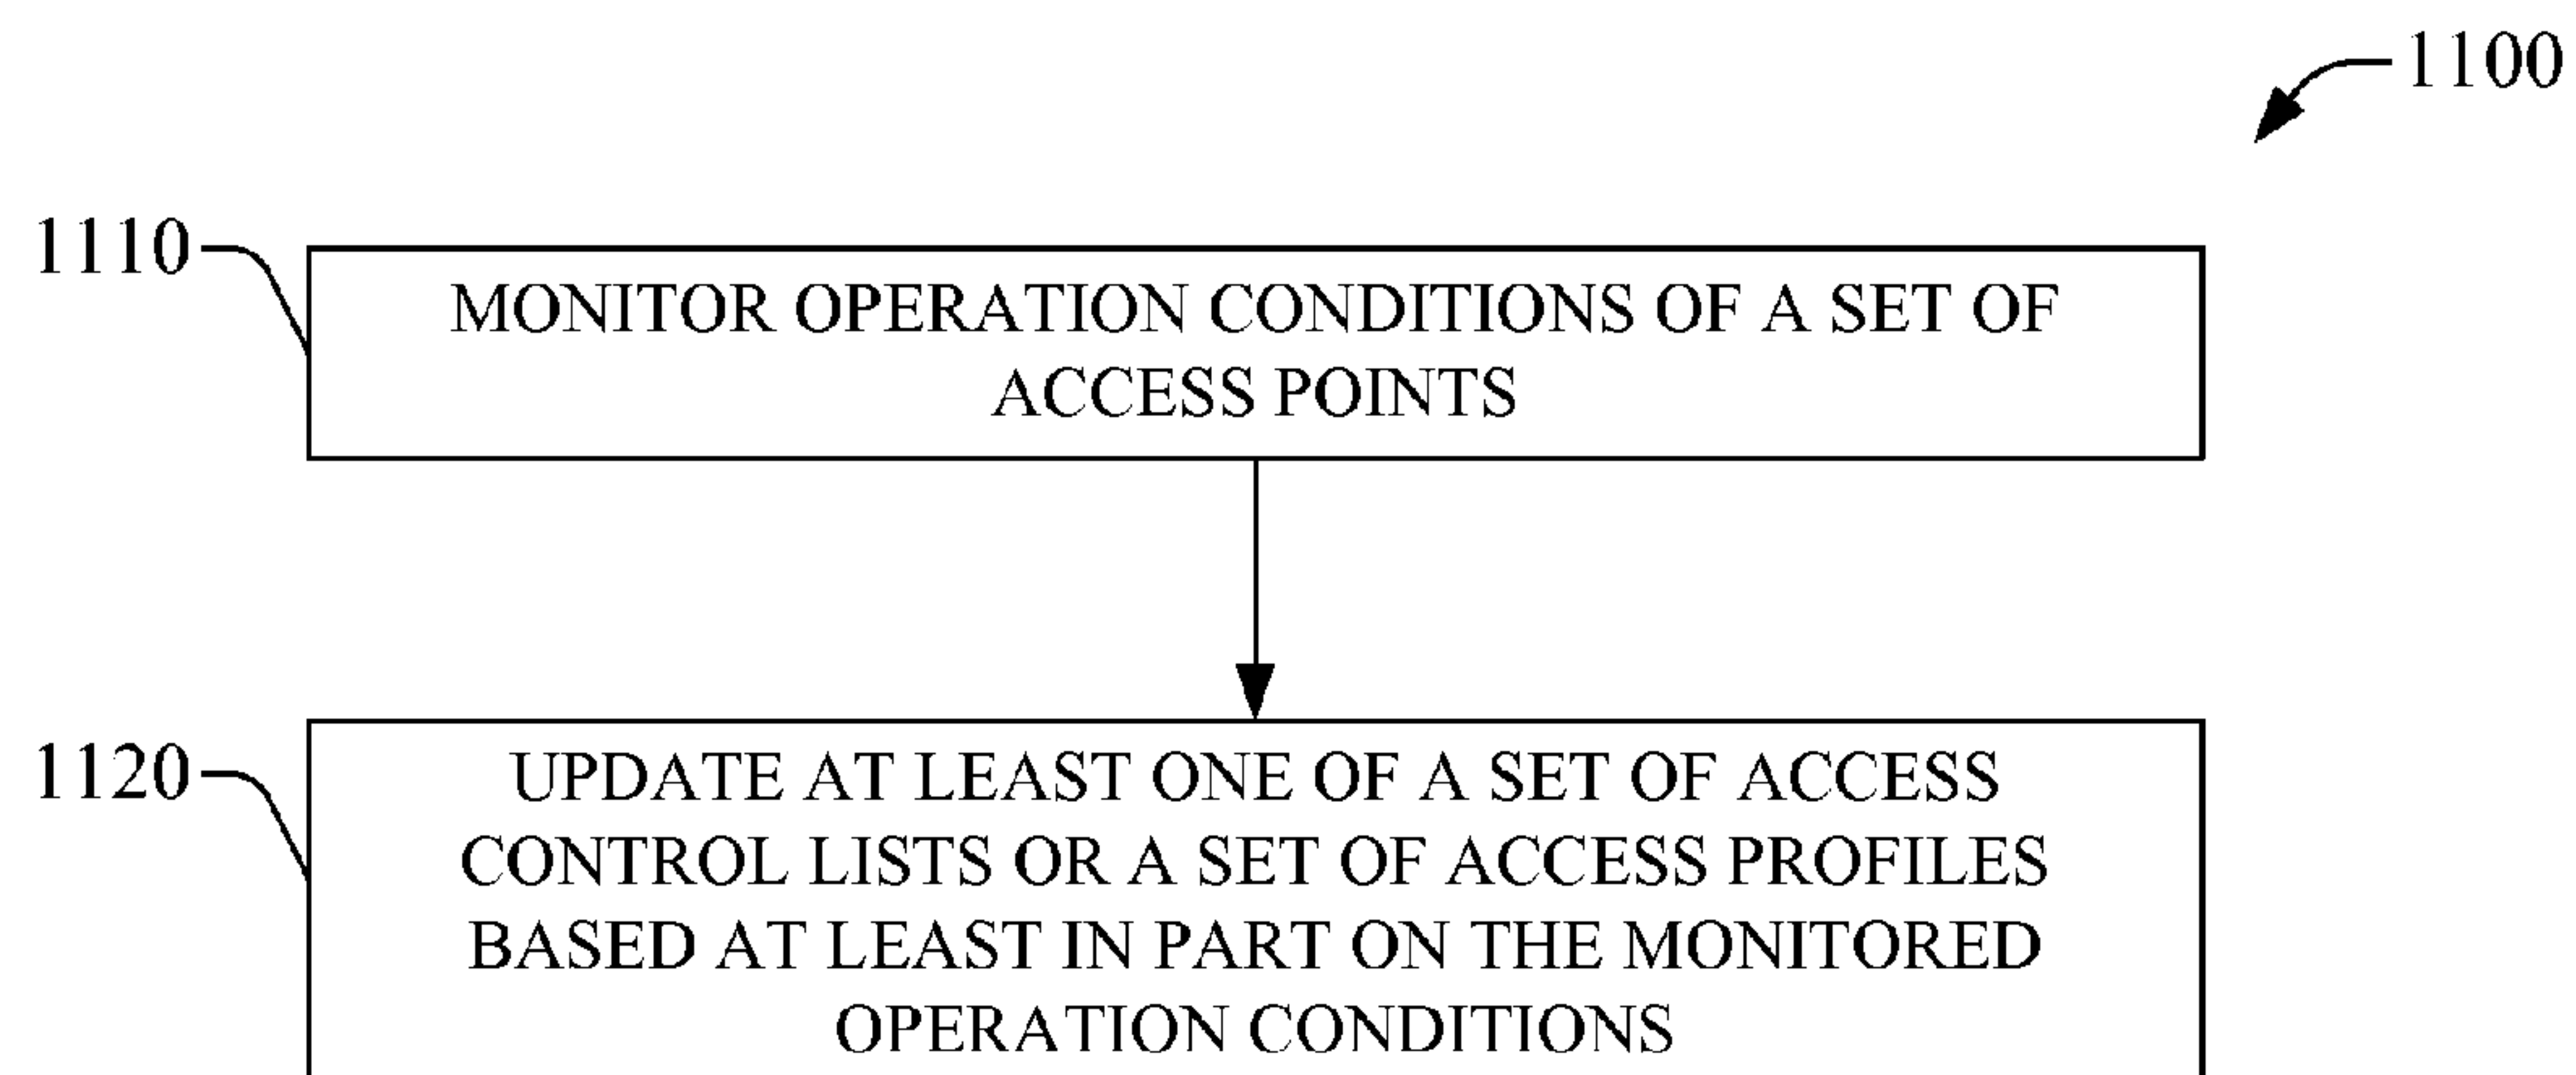 1100
1110
MONITOR OPERATION CONDITIONS OF A SET OF
ACCESS POINTS
1120
UPDATE AT LEAST ONE OF A SET OF ACCESS
CONTROL LISTS OR A SET OF ACCESS PROFILES
BASED AT LEAST IN PART ON THE MONITORED
OPERATION CONDITIONS